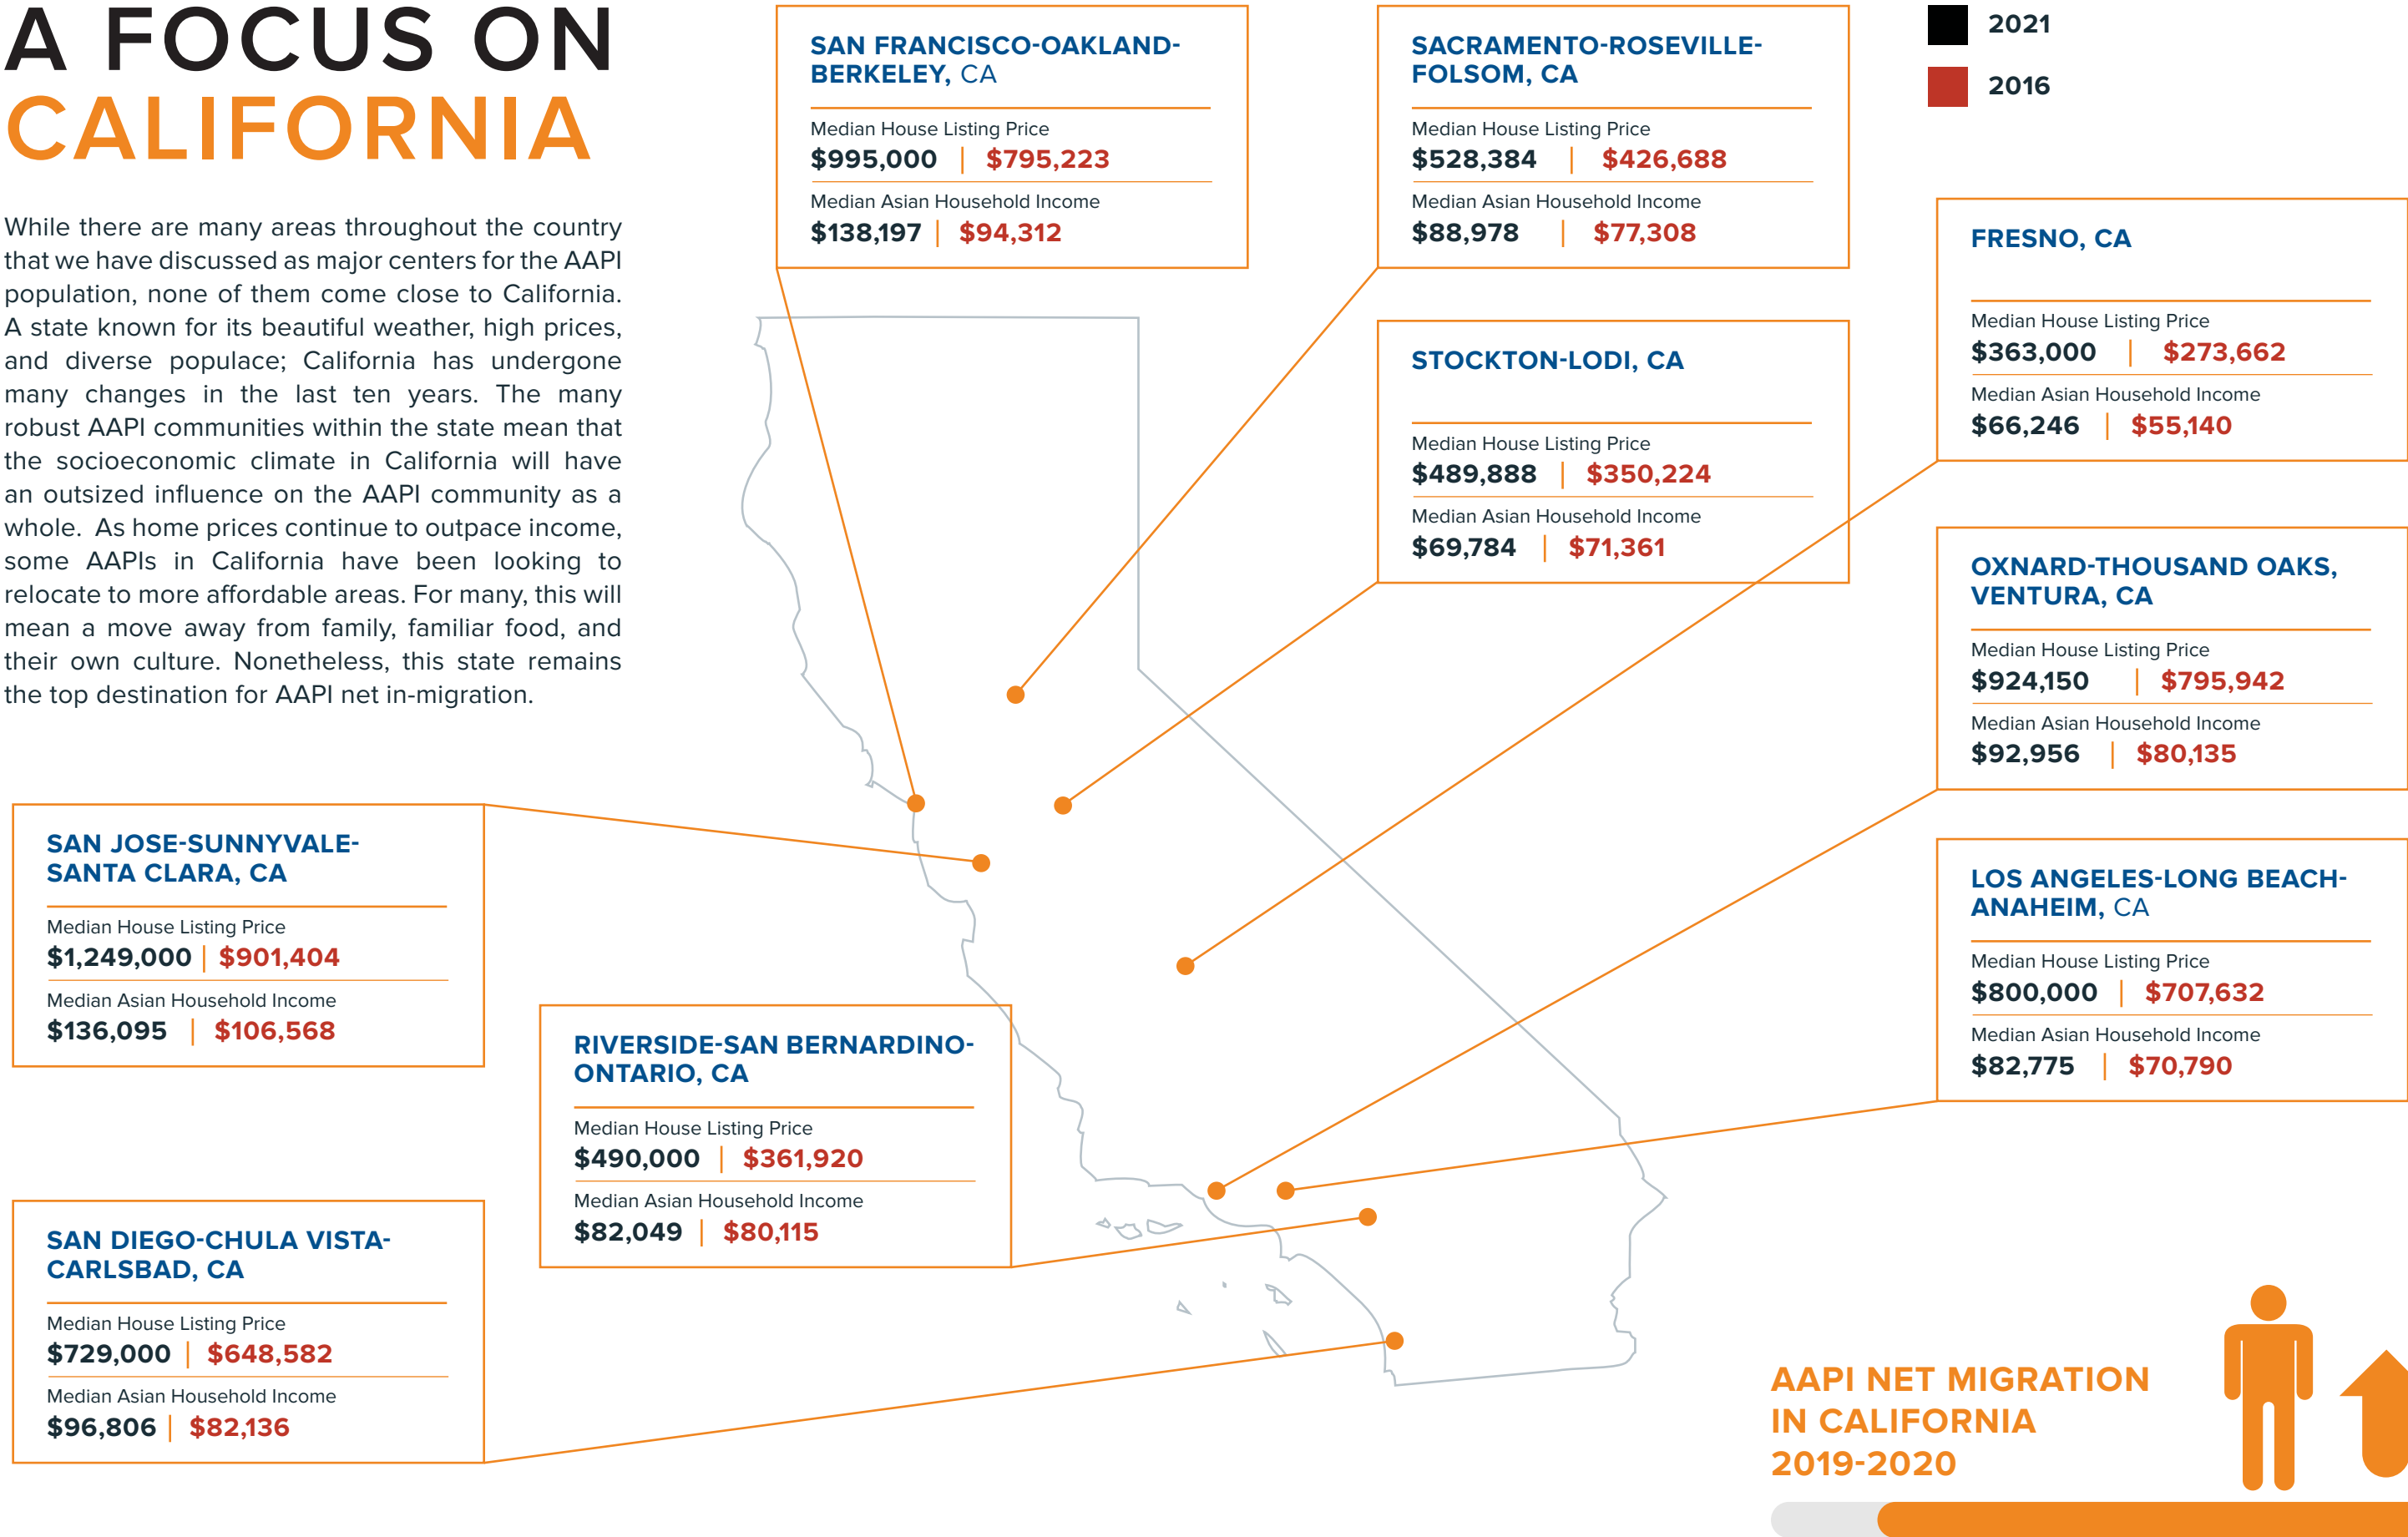 A FOCUS ON
CALIFORNIA
While there are many areas throughout the country
that we have discussed as major centers for the AAPI
population, none of them come close to California.
A state known for its beautiful weather, high prices,
and diverse populace; California has undergone
many changes in the last ten years. The many
robust AAPI communities within the state mean that
the socioeconomic climate in California will have
an outsized influence on the AAPI community as a
whole. As home prices continue to outpace income,
some AAPIs in California have been looking to
relocate to more affordable areas. For many, this will
mean a move away from family, familiar food, and
their own culture. Nonetheless, this state remains
the top destination for AAPI net in-migration.
SAN FRANCISCO-OAKLAND-
BERKELEY, CA
Median House Listing Price
$995,000 | $795,223
Median Asian Household Income
$138,197 | $94,312
SACRAMENTO-ROSEVILLE-
FOLSOM, CA
Median House Listing Price
$528,384 | $426,688
Median Asian Household Income
$88,978 | $77,308
2021
2016
STOCKTON-LODI, CA
Median House Listing Price
$489,888 | $350,224
Median Asian Household Income
$69,784 | $71,361
FRESNO, CA
Median House Listing Price
$363,000 | $273,662
Median Asian Household Income
$66,246 | $55,140
OXNARD-THOUSAND OAKS,
VENTURA, CA
Median House Listing Price
$924,150 | $795,942
Median Asian Household Income
$92,956 | $80,135
LOS ANGELES-LONG BEACH-
ANAHEIM, CA
Median House Listing Price
$800,000 | $707,632
Median Asian Household Income
$82,775 | $70,790
SAN JOSE-SUNNYVALE-
SANTA CLARA, CA
Median House Listing Price
$1,249,000 | $901,404
Median Asian Household Income
$136,095 | $106,568
RIVERSIDE-SAN BERNARDINO-
ONTARIO, CA
Median House Listing Price
$490,000 | $361,920
Median Asian Household Income
$82,049 | $80,115
SAN DIEGO-CHULA VISTA-
CARLSBAD, CA
Median House Listing Price
$729,000 | $648,582
Median Asian Household Income
$96,806 | $82,136
AAPI NET MIGRATION
IN CALIFORNIA
2019-2020